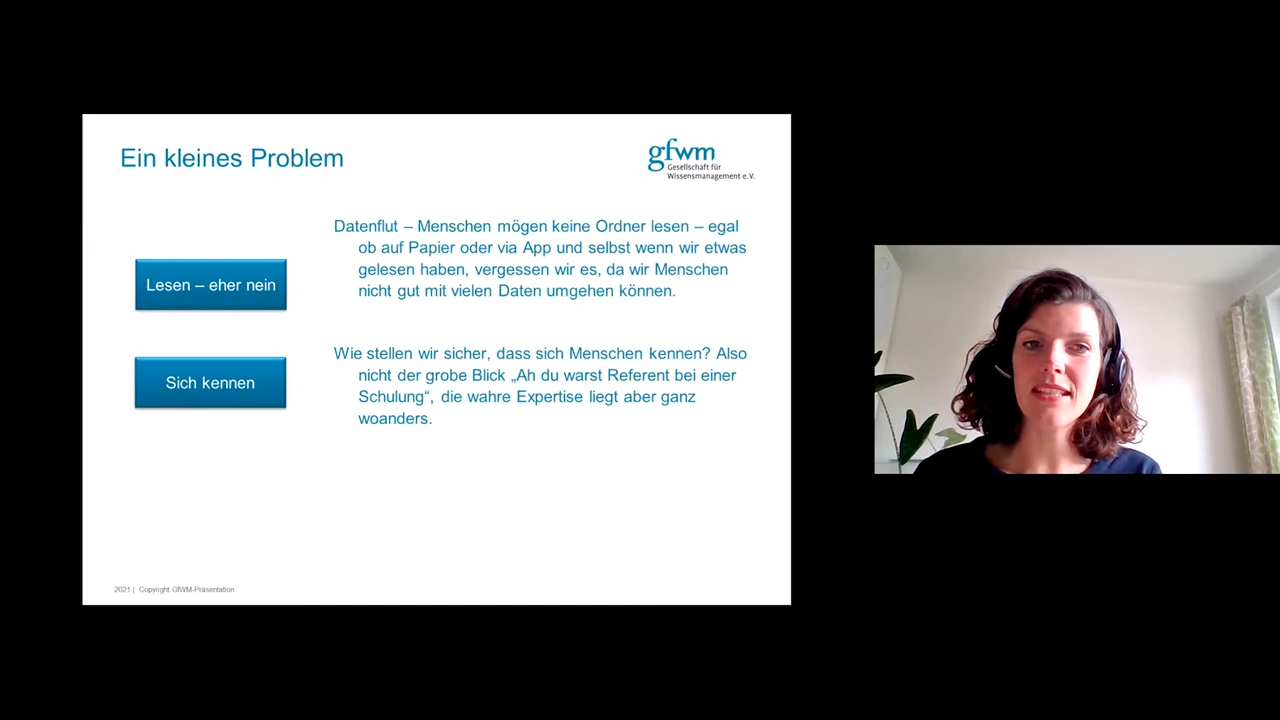 Ein kleines Problem
gfwm
Gesellschaft für
Wissensmanagement e.V.
Lesen – eher nein
Datenflut – Menschen mögen keine Ordner lesen – egal
ob auf Papier oder via App und selbst wenn wir etwas
gelesen haben, vergessen wir es, da wir Menschen
nicht gut mit vielen Daten umgehen können.
Sich kennen
Wie stellen wir sicher, dass sich Menschen kennen? Also
nicht der grobe Blick „Ah du warst Referent bei einer
Schulung“, die wahre Expertise liegt aber ganz
woanders.
2021 | Copyright GfWM-Präsentation